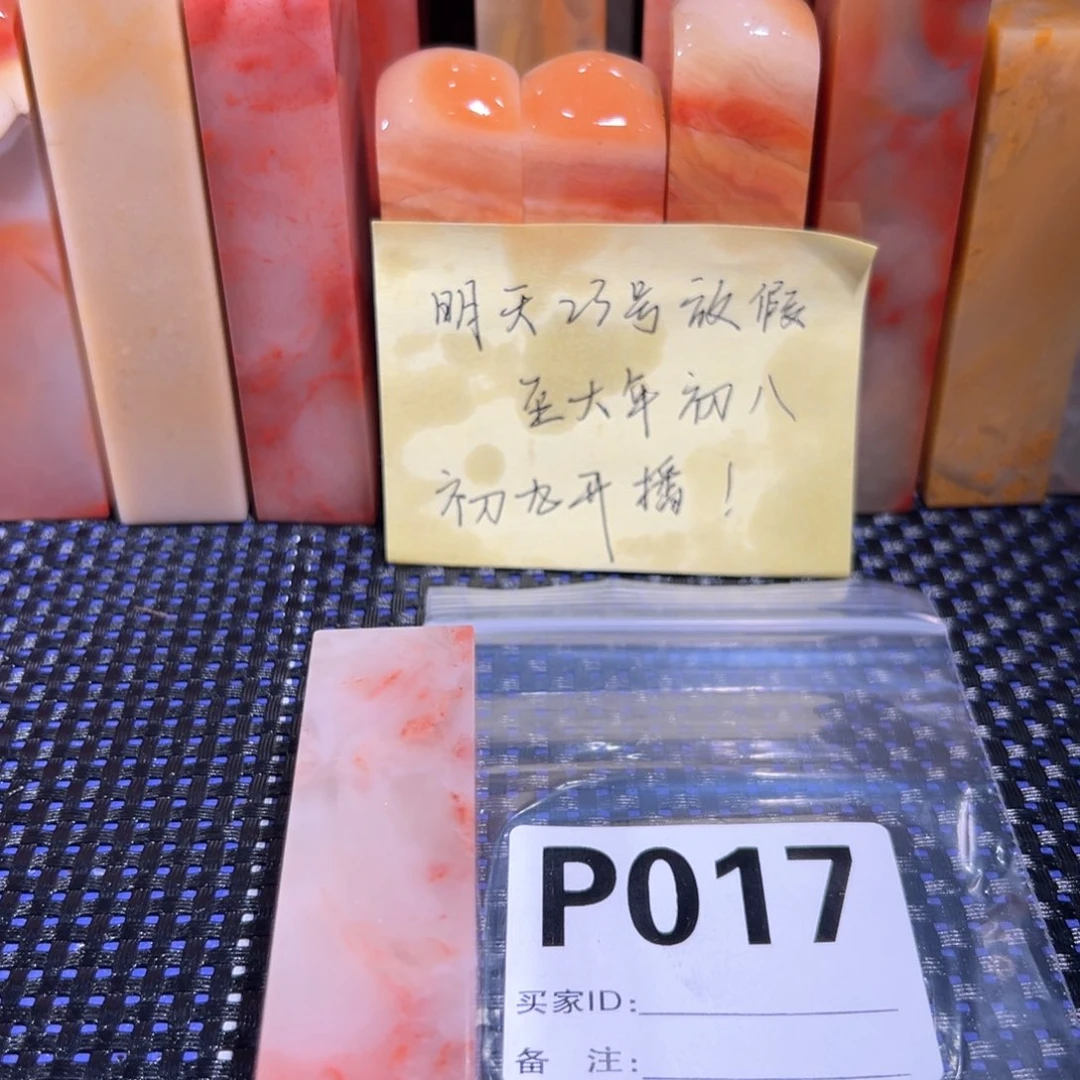 明天25号放假
至大年初八
初九开播！
P017
买家ID：
备 注：